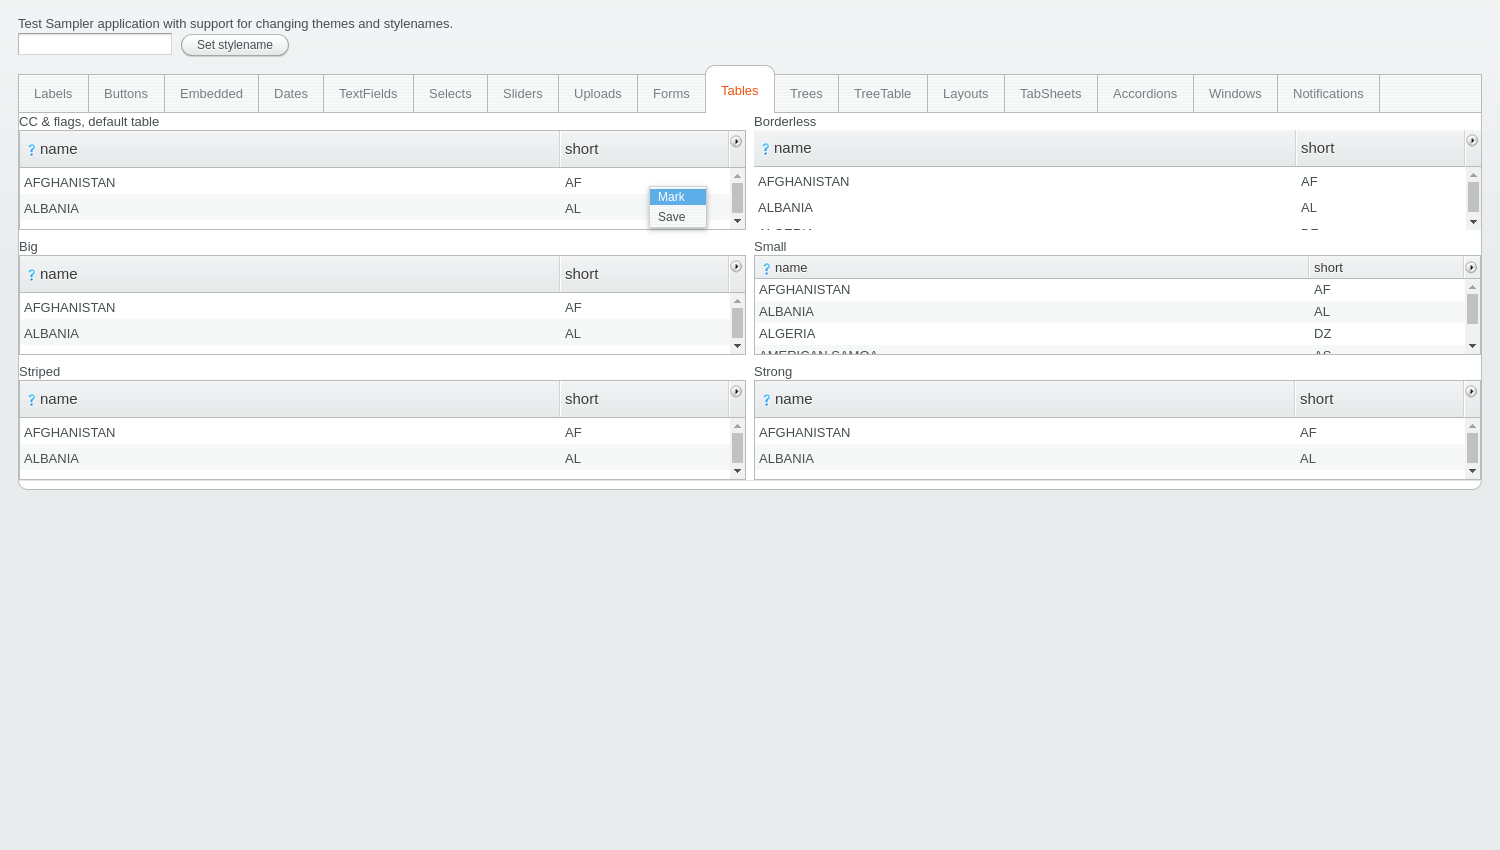 Test Sampler application with support for changing themes and stylenames.
Set stylename
Labels Buttons Embedded Dates TextFields Selects Sliders Uploads Forms Tables Trees TreeTable Layouts TabSheets Accordions Windows Notifications
CC & flags, default table
name short
AFGHANISTAN AF
ALBANIA AL
Mark
Save
Borderless
name short
AFGHANISTAN AF
ALBANIA AL
Big
name short
AFGHANISTAN AF
ALBANIA AL
Small
name short
AFGHANISTAN AF
ALBANIA AL
ALGERIA DZ
AMERICAN SAMOA AS
Striped
name short
AFGHANISTAN AF
ALBANIA AL
Strong
name short
AFGHANISTAN AF
ALBANIA AL